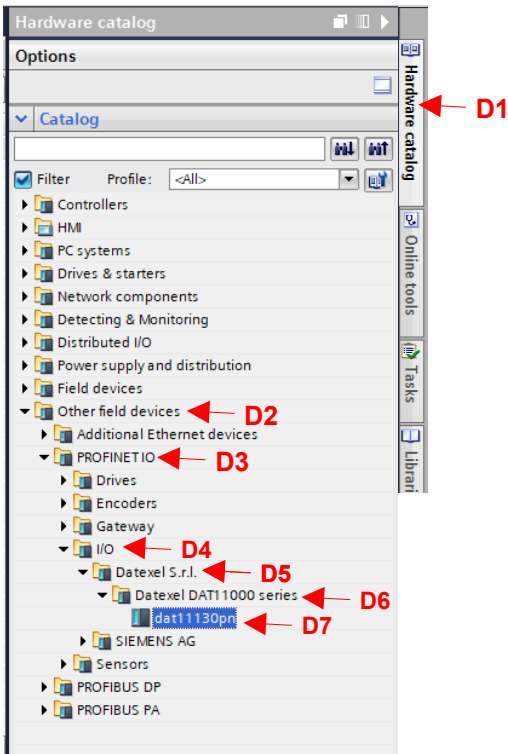 Hardware catalog
Options
Catalog
Filter Profile: <All>
Controllers
HMI
PC systems
Drives & starters
Network components
Detecting & Monitoring
Distributed I/O
Power supply and distribution
Field devices
Other field devices D2
Additional Ethernet devices
PROFINET IO D3
Drives
Encoders
Gateway
I/O D4
Datexel S.r.l. D5
Datexel DAT11000 series D6
dat11130pn D7
SIEMENS AG
Sensors
PROFIBUS DP
PROFIBUS PA
Hardware catalog D1
Online tools
Tasks
Librari